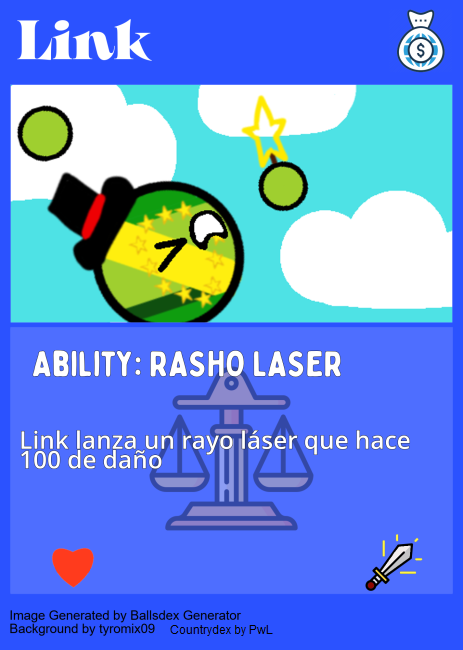 Link
$
ABILITY: RASHO LASER
Link lanza un rayo láser que hace
100 de daño
Image Generated by Ballsdex Generator
Background by tyromix09 Countrydex by PwL